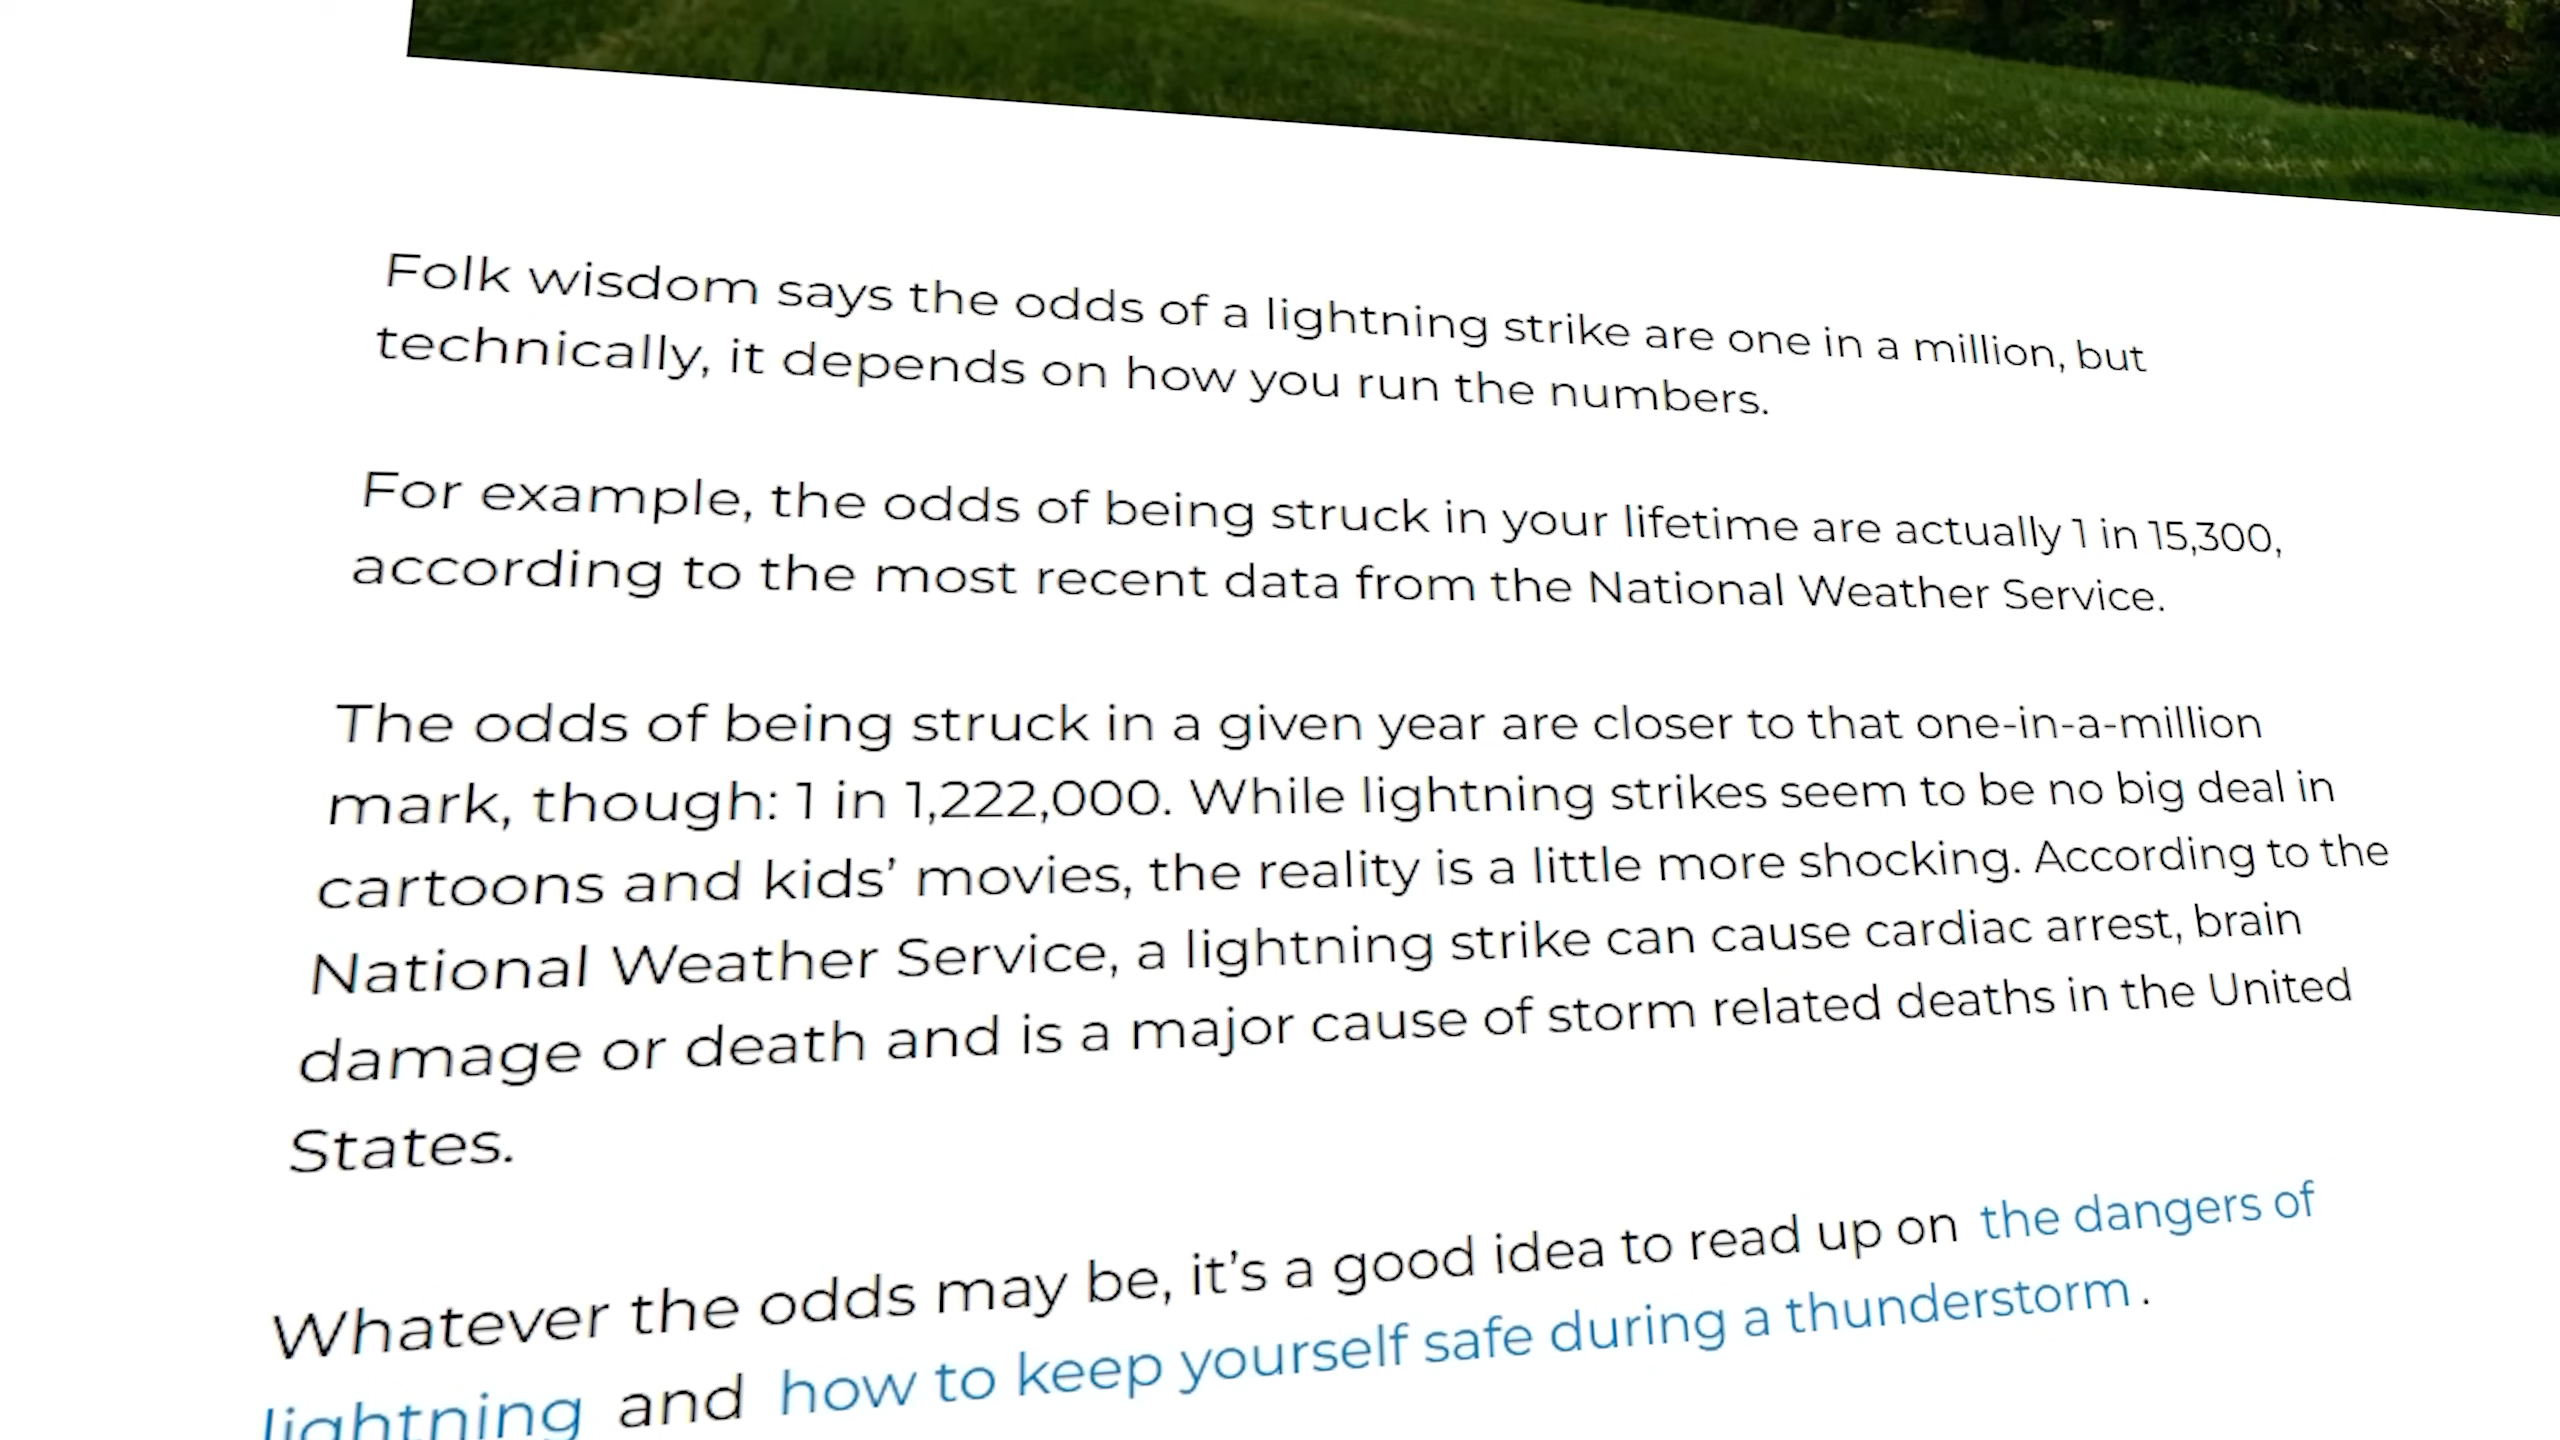 Folk wisdom says the odds of a lightning strike are one in a million, but
technically, it depends on how you run the numbers.
For example, the odds of being struck in your lifetime are actually 1 in 15,300,
according to the most recent data from the National Weather Service.
The odds of being struck in a given year are closer to that one-in-a-million
mark, though: 1 in 1,222,000. While lightning strikes seem to be no big deal in
cartoons and kids’ movies, the reality is a little more shocking. According to the
National Weather Service, a lightning strike can cause cardiac arrest, brain
damage or death and is a major cause of storm related deaths in the United
States.
Whatever the odds may be, it’s a good idea to read up on the dangers of
lightning and how to keep yourself safe during a thunderstorm.